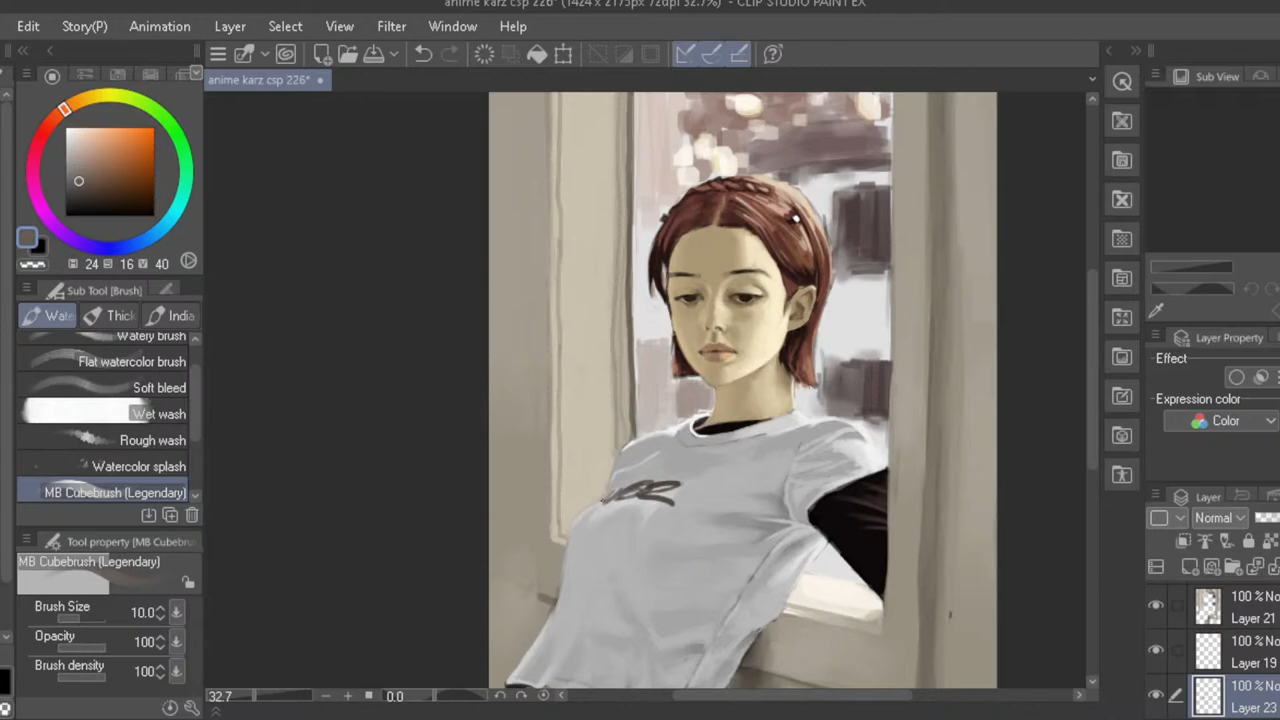 anime karz csp 226* (1424 x 2175px 72dpi 32.7%) - CLIP STUDIO PAINT EX
Edit Story(P) Animation Layer Select View Filter Window Help
anime karz csp 226*
Sub View
24 16 40
Sub Tool [Brush]
Wate Thick India
Watery brush
Flat watercolor brush
Soft bleed
Wet wash
Rough wash
Watercolor splash
MB Cubebrush (Legendary)
Tool property [MB Cubebru
MB Cubebrush (Legendary)
Brush Size 10.0
Opacity 100
Brush density 100
Layer Property
Effect
Expression color
Color
Layer
Normal
100 % No
Layer 21
100 % No
Layer 19
100 % No
Layer 23
32.7 0.0